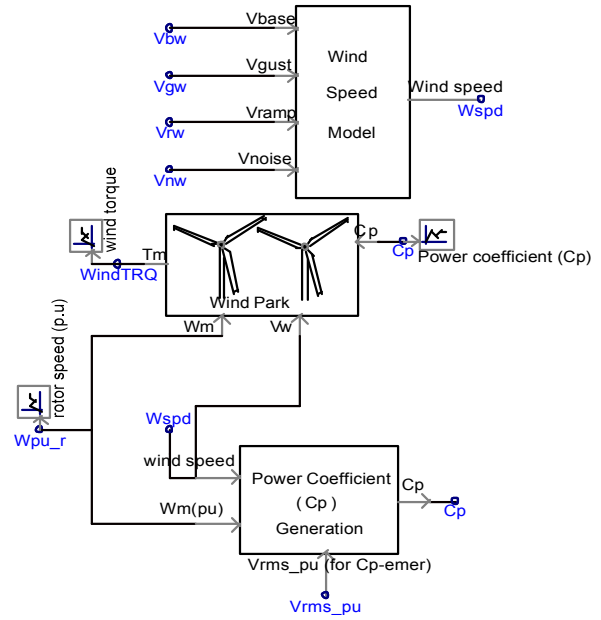 Vbase
Vbw
Wind
Vgust
Vgw
Speed
Wind speed
Wspd
Vramp
Vrw
Model
Vnoise
Vnw
wind torque
Tm
WindTRQ
Cp
Cp
Power coefficient (Cp)
Wind Park
Wm
Vw
rotor speed (p.u)
Wpu_r
Wspd
wind speed
Power Coefficient
( Cp )
Generation
Cp
Cp
Wm(pu)
Vrms_pu (for Cp-emer)
Vrms_pu